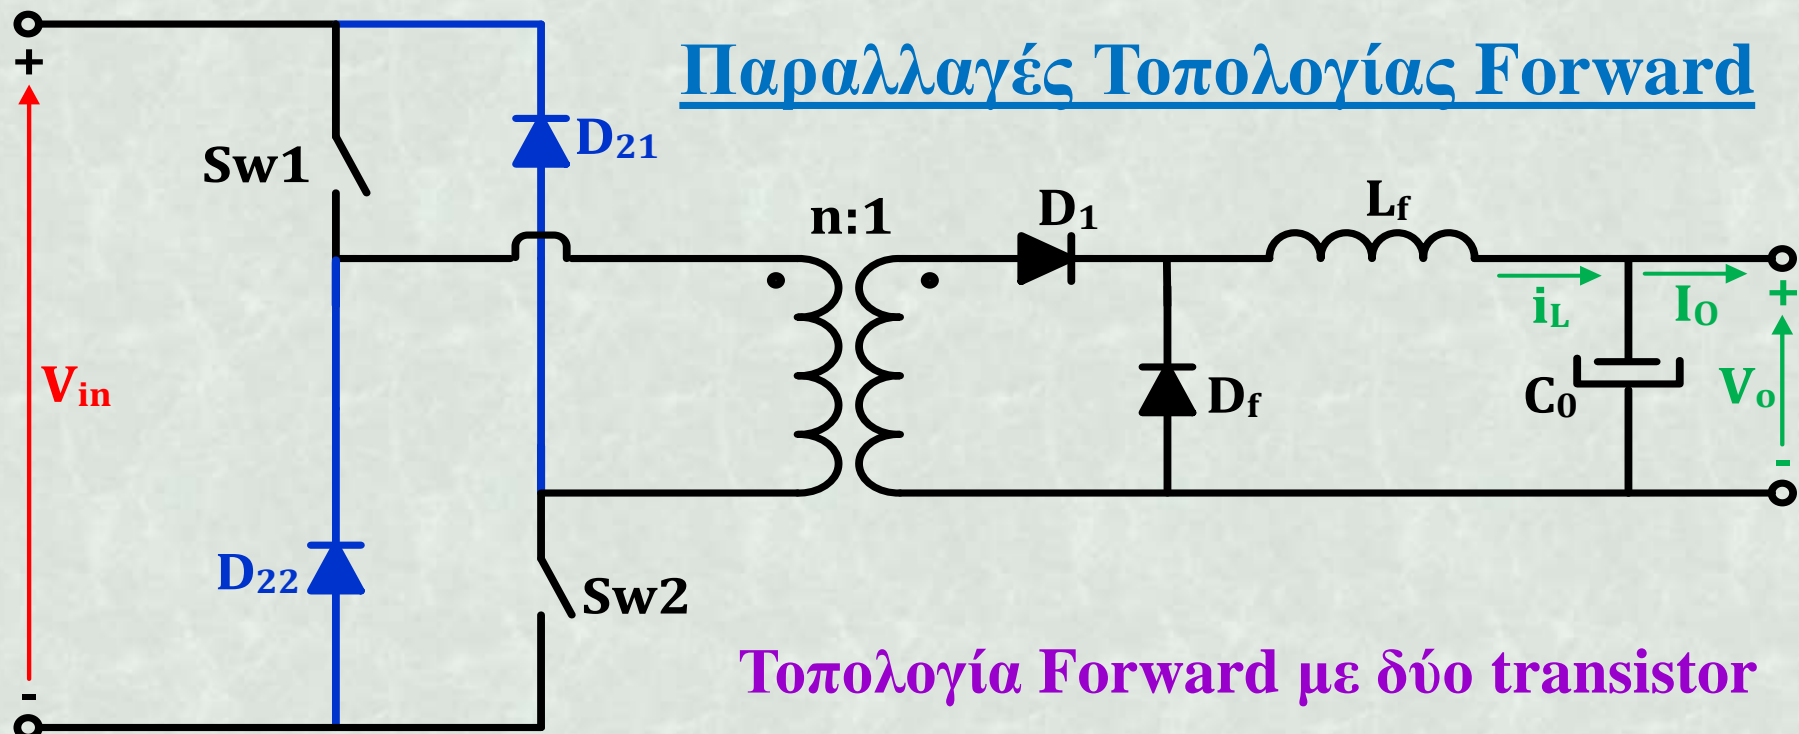 Παραλλαγές Τοπολογίας Forward
+
D21
Sw1
n:1
D1
Lf
iL
IO
+
Vin
Df
C0
Vo
-
D22
Sw2
Τοπολογία Forward με δύο transistor
-